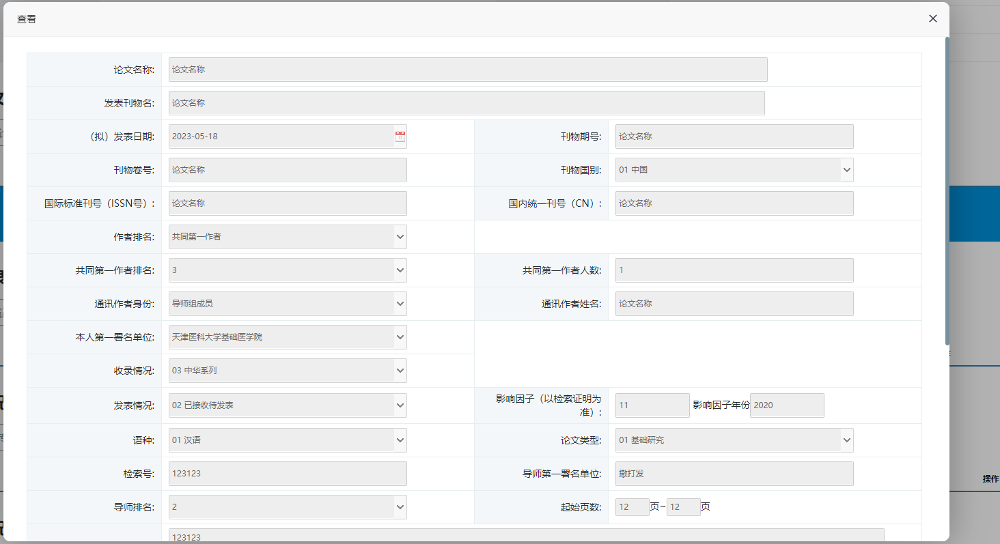 查看
论文名称: 论文名称
发表刊物名: 论文名称
（拟）发表日期: 2023-05-18 刊物期号: 论文名称
刊物卷号: 论文名称 刊物国别: 01 中国
国际标准刊号（ISSN号）: 论文名称 国内统一刊号（CN）: 论文名称
作者排名: 共同第一作者
共同第一作者排名: 3 共同第一作者人数: 1
通讯作者身份: 导师组成员 通讯作者姓名: 论文名称
本人第一署名单位: 天津医科大学基础医学院
收录情况: 03 中华系列
发表情况: 02 已接收待发表 影响因子（以检索证明为
准）: 11 影响因子年份 2020
语种: 01 汉语 论文类型: 01 基础研究
检索号: 123123 导师第一署名单位: 撒打发
操作
导师排名: 2 起始页数: 12 页~ 12 页
123123